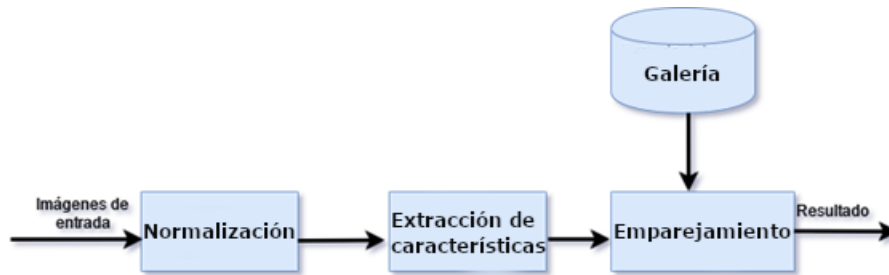 Galería
Imágenes de
entrada
Normalización
Extracción de
características
Emparejamiento
Resultado